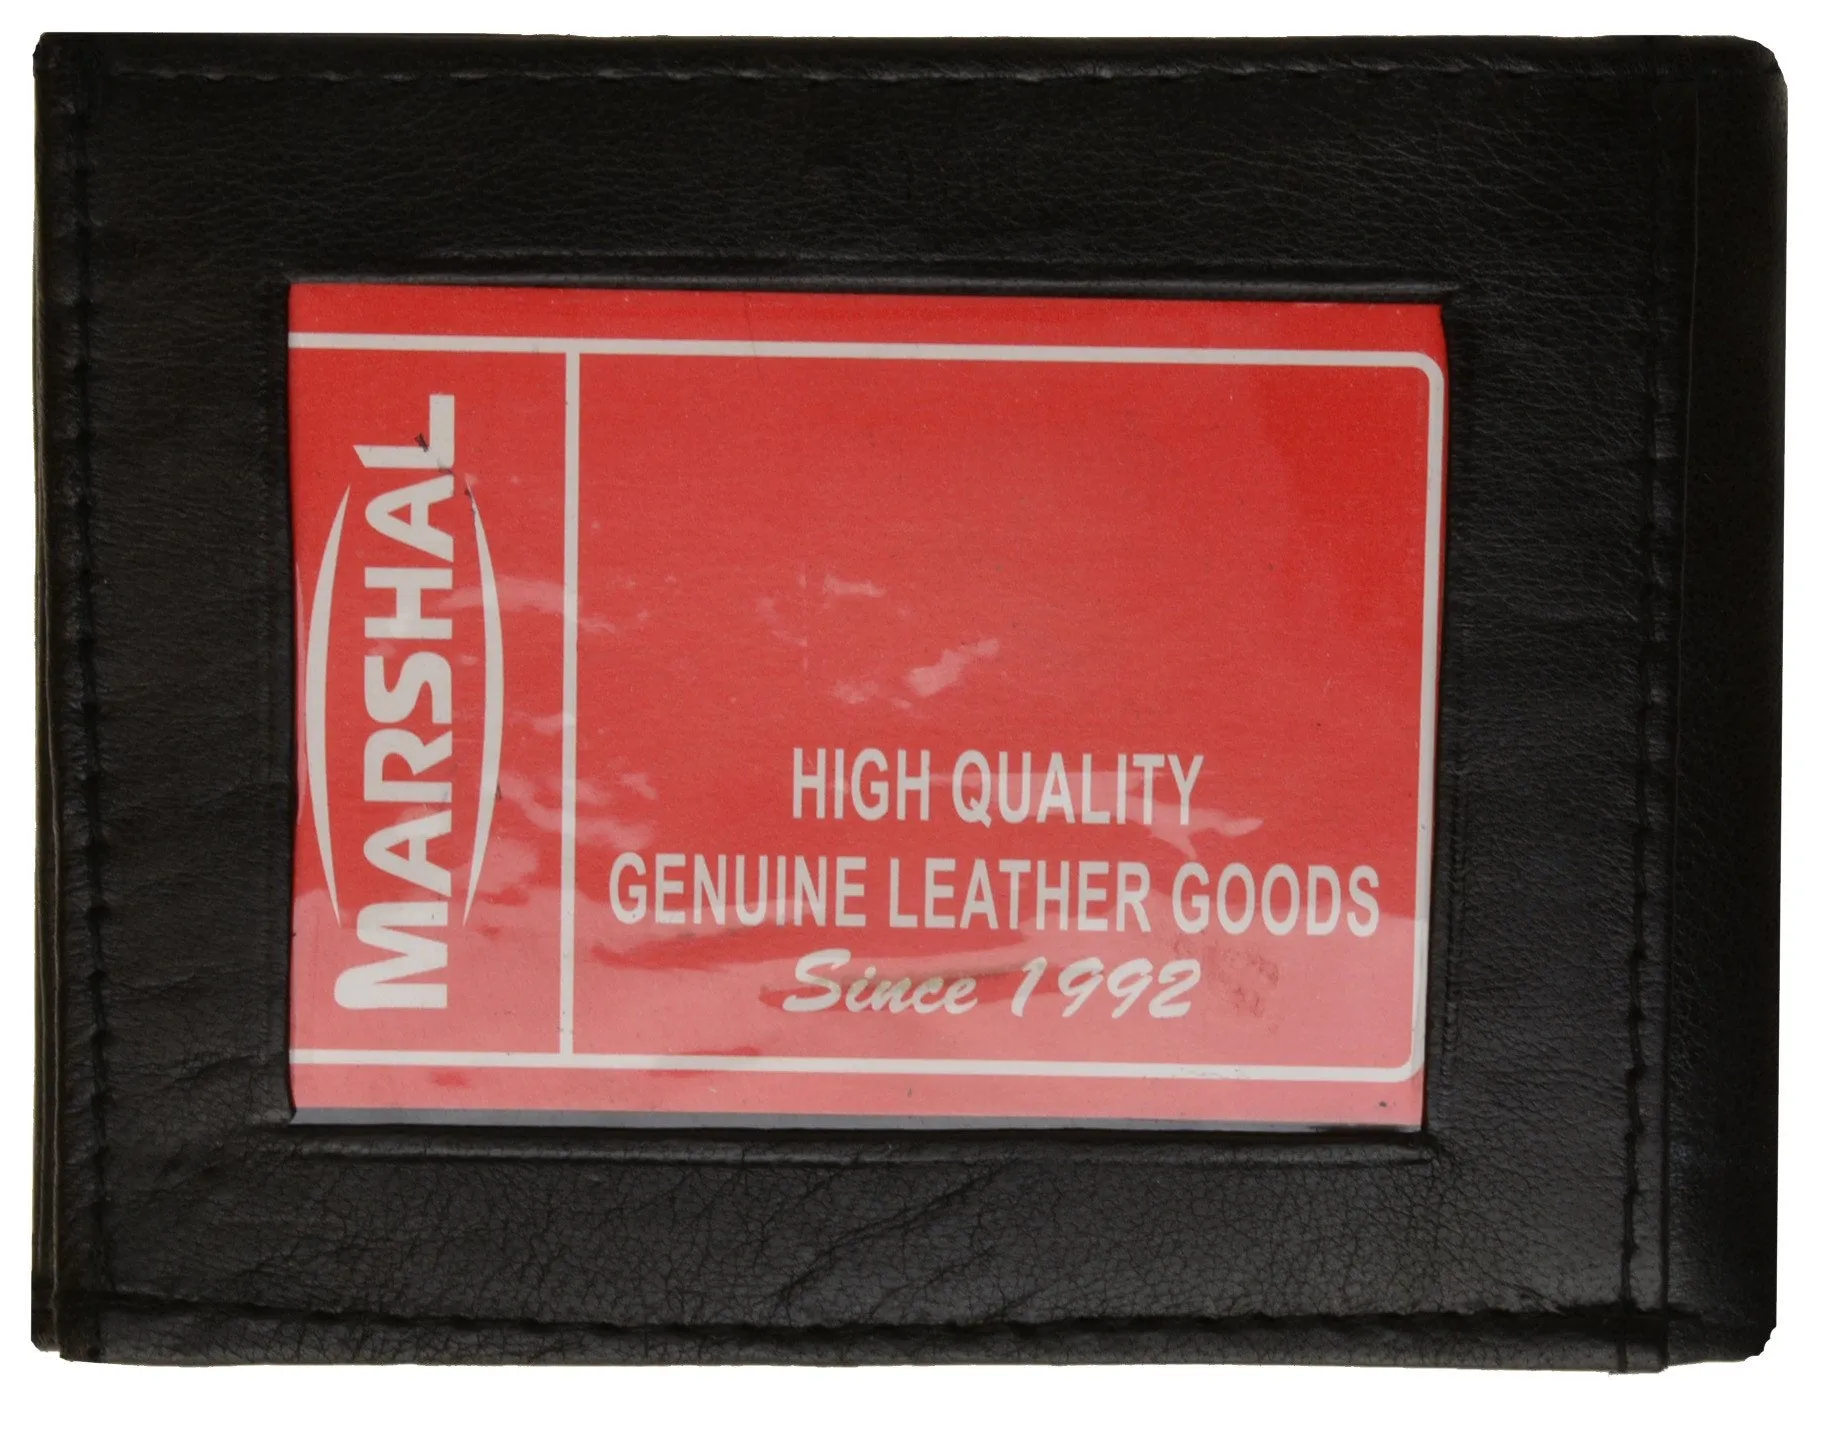 MARSHAL
HIGH QUALITY
GENUINE LEATHER GOODS
Since 1992